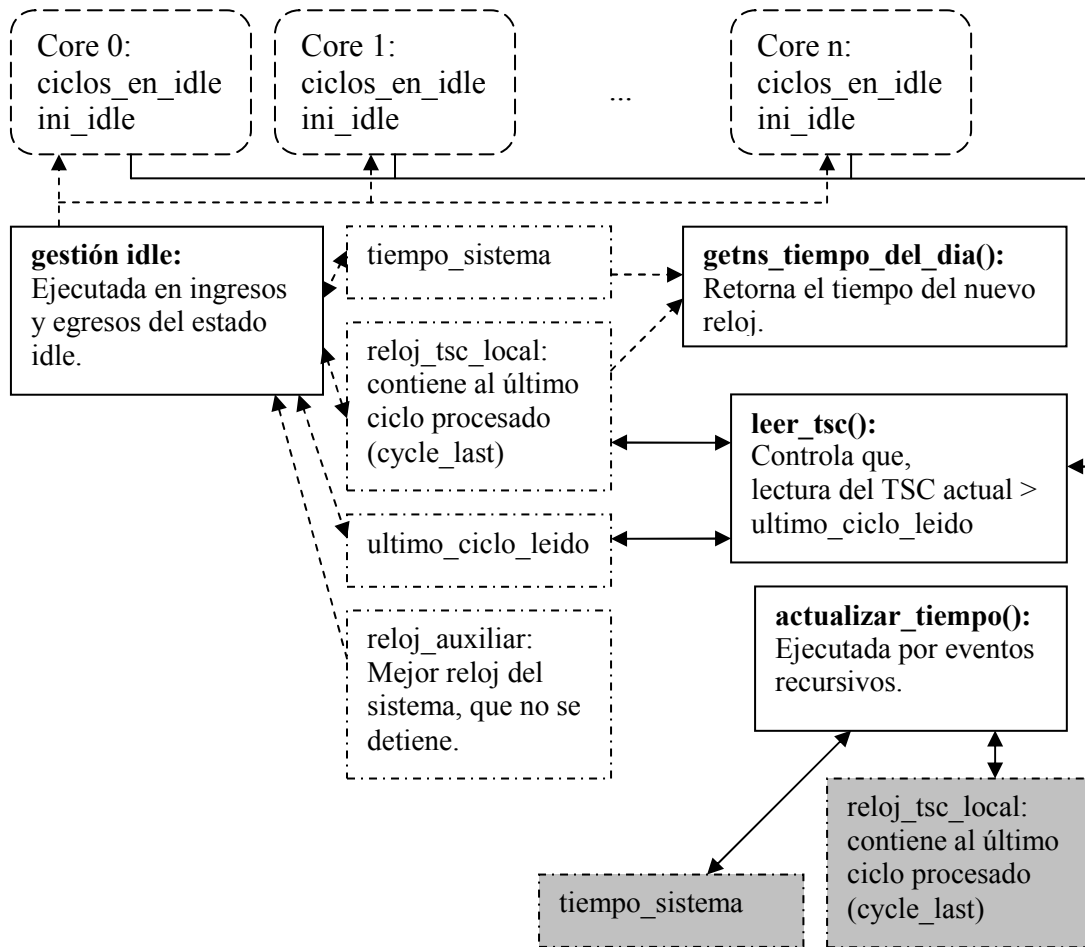 Core 0:
ciclos_en_idle
ini_idle
Core 1:
ciclos_en_idle
ini_idle
...
Core n:
ciclos_en_idle
ini_idle
gestión idle:
Ejecutada en ingresos
y egresos del estado
idle.
tiempo_sistema
getns_tiempo_del_dia():
Retorna el tiempo del nuevo
reloj.
reloj_tsc_local:
contiene al último
ciclo procesado
(cycle_last)
leer_tsc():
Controla que,
lectura del TSC actual >
ultimo_ciclo_leido
ultimo_ciclo_leido
reloj_auxiliar:
Mejor reloj del
sistema, que no se
detiene.
actualizar_tiempo():
Ejecutada por eventos
recursivos.
reloj_tsc_local:
contiene al último
ciclo procesado
(cycle_last)
tiempo_sistema